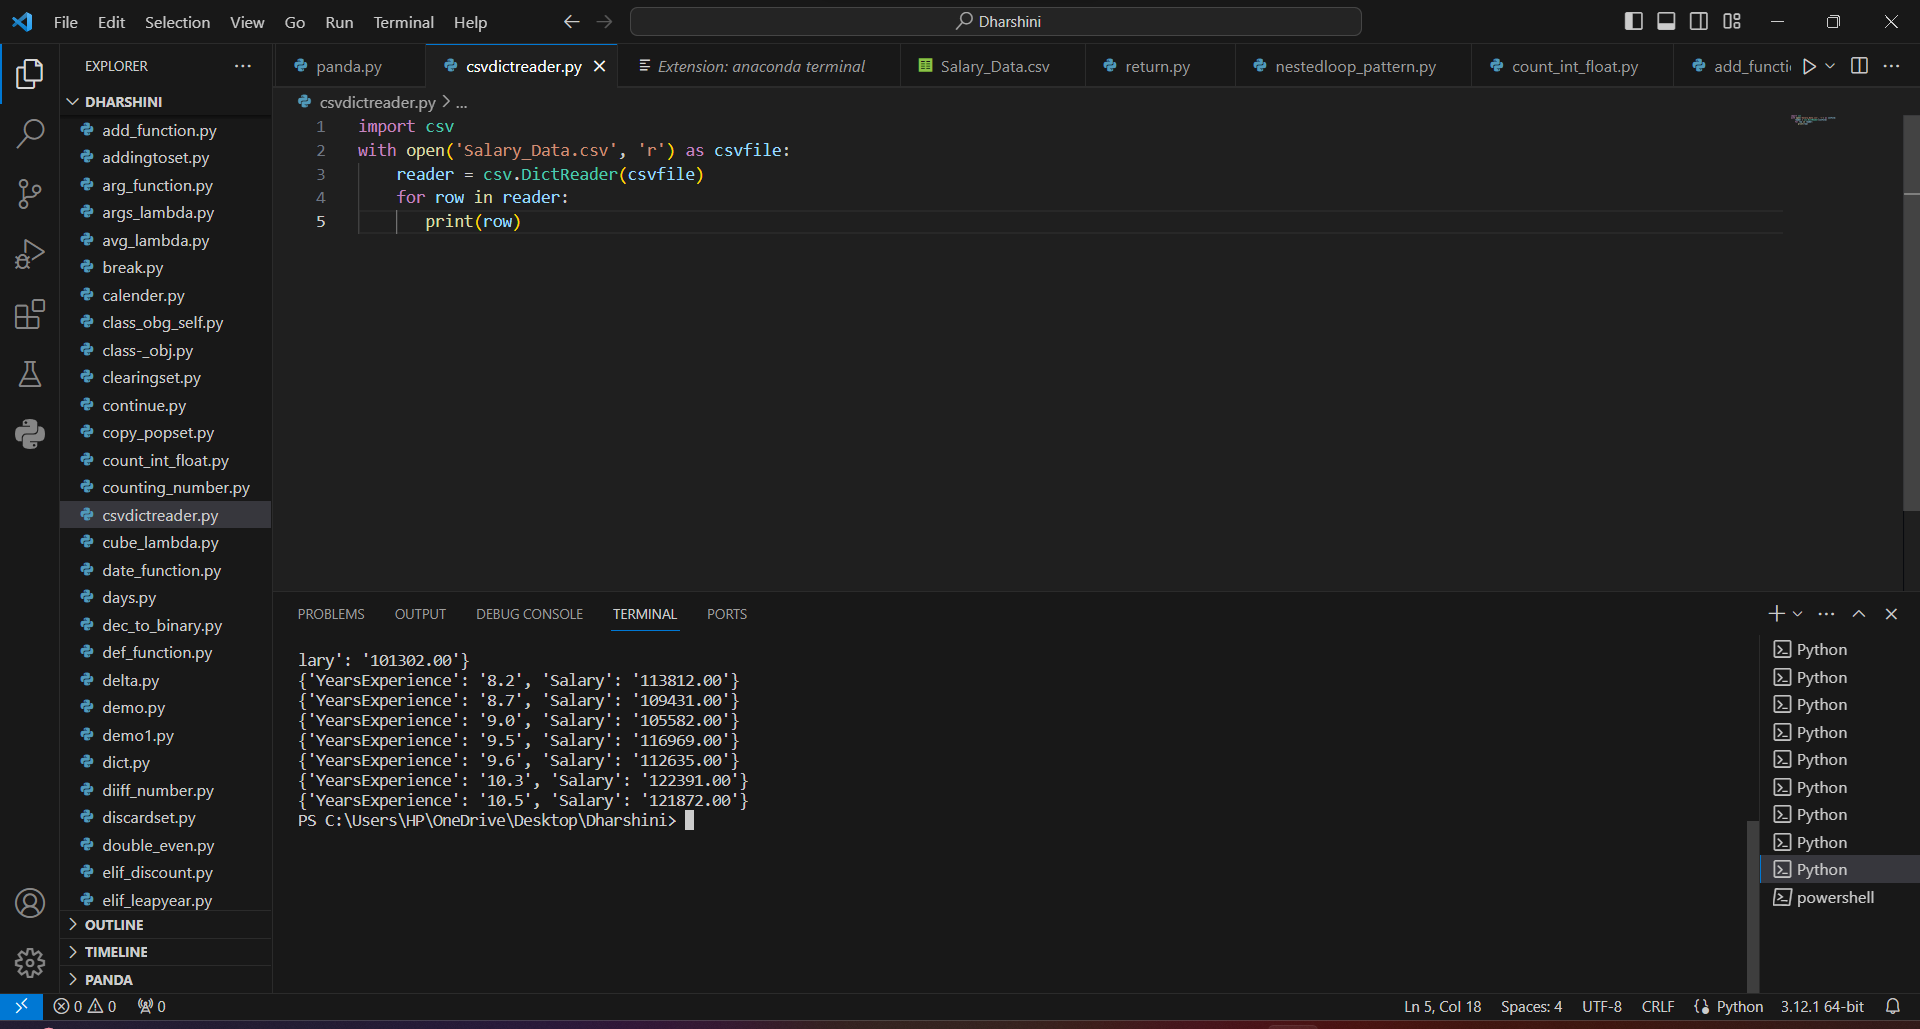 File Edit Selection View Go Run Terminal Help
Dharshini
EXPLORER
panda.py
csvdictreader.py
Extension: anaconda terminal
Salary_Data.csv
return.py
nestedloop_pattern.py
count_int_float.py
add_functi
DHARSHINI
add_function.py
addingtoset.py
arg_function.py
args_lambda.py
avg_lambda.py
break.py
calender.py
class_obg_self.py
class-_obj.py
clearingset.py
continue.py
copy_popset.py
count_int_float.py
counting_number.py
csvdictreader.py
cube_lambda.py
date_function.py
days.py
dec_to_binary.py
def_function.py
delta.py
demo.py
demo1.py
dict.py
diiff_number.py
discardset.py
double_even.py
elif_discount.py
elif_leapyear.py
OUTLINE
TIMELINE
PANDA
csvdictreader.py > ...
1 import csv
2 with open('Salary_Data.csv', 'r') as csvfile:
3 reader = csv.DictReader(csvfile)
4 for row in reader:
5 print(row)
PROBLEMS OUTPUT DEBUG CONSOLE TERMINAL PORTS
lary': '101302.00'}
{'YearsExperience': '8.2', 'Salary': '113812.00'}
{'YearsExperience': '8.7', 'Salary': '109431.00'}
{'YearsExperience': '9.0', 'Salary': '105582.00'}
{'YearsExperience': '9.5', 'Salary': '116969.00'}
{'YearsExperience': '9.6', 'Salary': '112635.00'}
{'YearsExperience': '10.3', 'Salary': '122391.00'}
{'YearsExperience': '10.5', 'Salary': '121872.00'}
PS C:\Users\HP\OneDrive\Desktop\Dharshini>
Python
Python
Python
Python
Python
Python
Python
Python
Python
powershell
0 0 0
Ln 5, Col 18 Spaces: 4 UTF-8 CRLF Python 3.12.1 64-bit